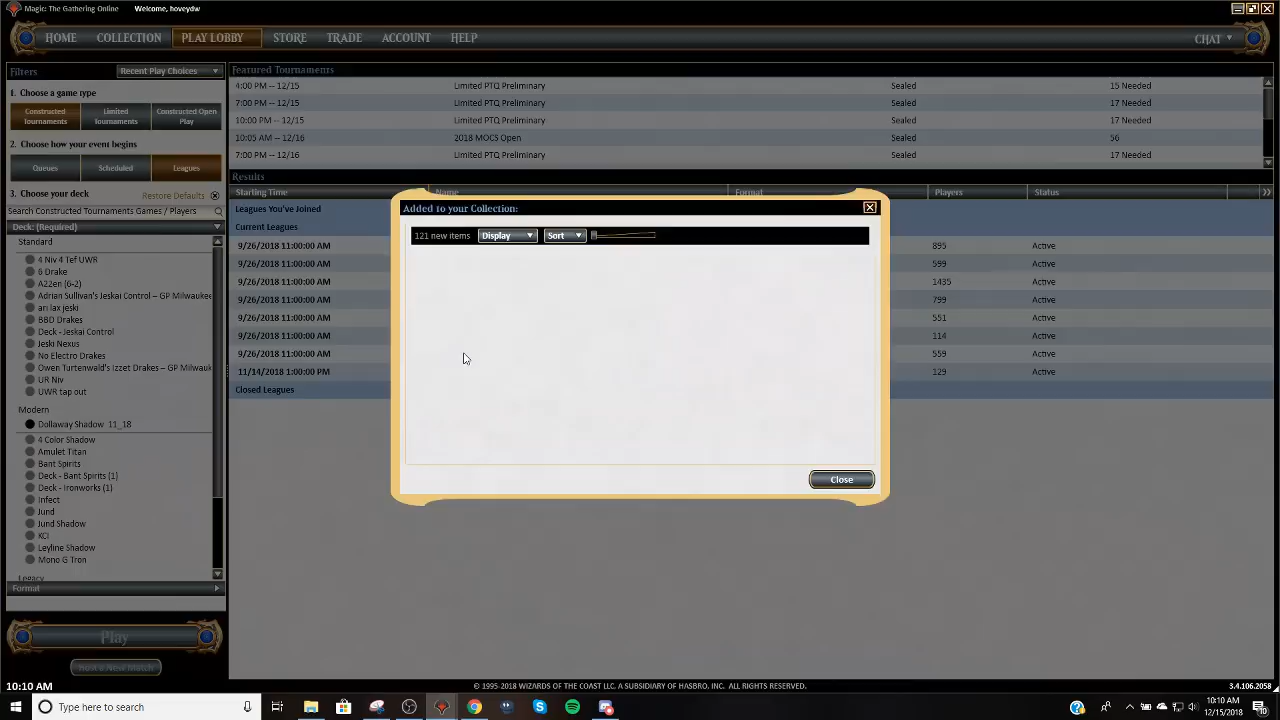 Magic: The Gathering Online Welcome, hoveydw
HOME COLLECTION PLAY LOBBY STORE TRADE ACCOUNT HELP CHAT
Filters Recent Play Choices
1. Choose a game type
Constructed Tournaments Limited Tournaments Constructed Open Play
2. Choose how your event begins
Queues Scheduled Leagues
3. Choose your deck Restore Defaults
Search Constructed Tournaments Games / Players
Deck: (Required)
Standard
4 Niv 4 Tef UWR
6 Drake
A22en (6-2)
Adrian Sullivan's Jeskai Control – GP Milwaukee
ari lax jeski
BBD Drakes
Deck - Jeskai Control
Jeski Nexus
No Electro Drakes
Owen Turtenwald's Izzet Drakes – GP Milwauk
UR Niv
UWR tap out
Modern
Dollaway Shadow 11_18
4 Color Shadow
Amulet Titan
Bant Spirits
Deck - Bant Spirits (1)
Deck - Ironworks (1)
Infect
Jund
Jund Shadow
KCI
Leyline Shadow
Mono G Tron
Legacy
Format
Play
Host a New Match
10:10 AM
Featured Tournaments
4:00 PM -- 12/15 Limited PTQ Preliminary Sealed 15 Needed
7:00 PM -- 12/15 Limited PTQ Preliminary Sealed 17 Needed
10:00 PM -- 12/15 Limited PTQ Preliminary Sealed 17 Needed
10:05 AM -- 12/16 2018 MOCS Open Sealed 56
7:00 PM -- 12/16 Limited PTQ Preliminary Sealed 17 Needed
Results
Starting Time Name Format Players Status
Leagues You've Joined
Current Leagues
9/26/2018 11:00:00 AM 895 Active
9/26/2018 11:00:00 AM 599 Active
9/26/2018 11:00:00 AM 1435 Active
9/26/2018 11:00:00 AM 799 Active
9/26/2018 11:00:00 AM 551 Active
9/26/2018 11:00:00 AM 114 Active
9/26/2018 11:00:00 AM 559 Active
11/14/2018 1:00:00 PM 129 Active
Closed Leagues
Added to your Collection:
121 new items Display Sort
Close
© 1995-2018 WIZARDS OF THE COAST LLC, A SUBSIDIARY OF HASBRO, INC. ALL RIGHTS RESERVED.
3.4.106.2058
Type here to search
10:10 AM
12/15/2018